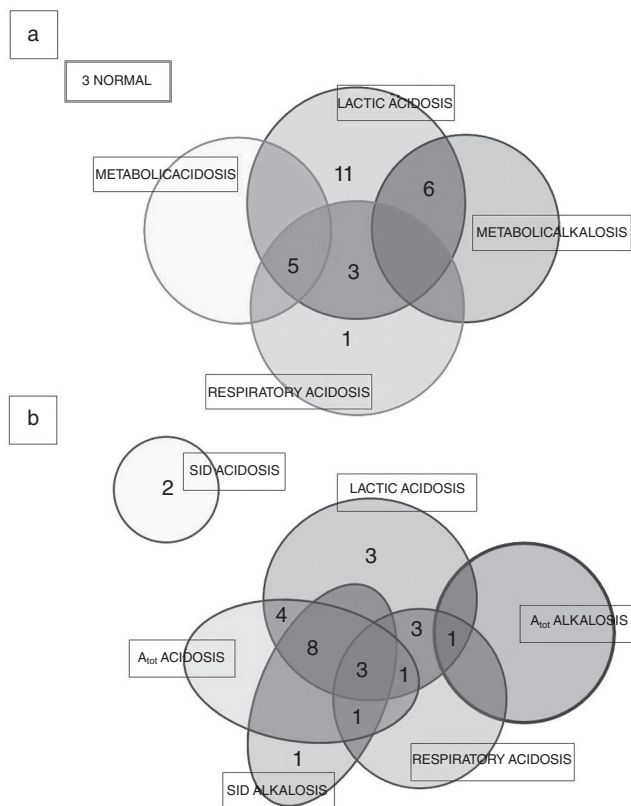 a
3 NORMAL
LACTIC ACIDOSIS
METABOLICACIDOSIS
11
6
METABOLICALKALOSIS
5
3
1
RESPIRATORY ACIDOSIS
b
2
SID ACIDOSIS
LACTIC ACIDOSIS
3
4
3
1
Atot ALKALOSIS
Atot ACIDOSIS
8
3
1
1
1
RESPIRATORY ACIDOSIS
SID ALKALOSIS